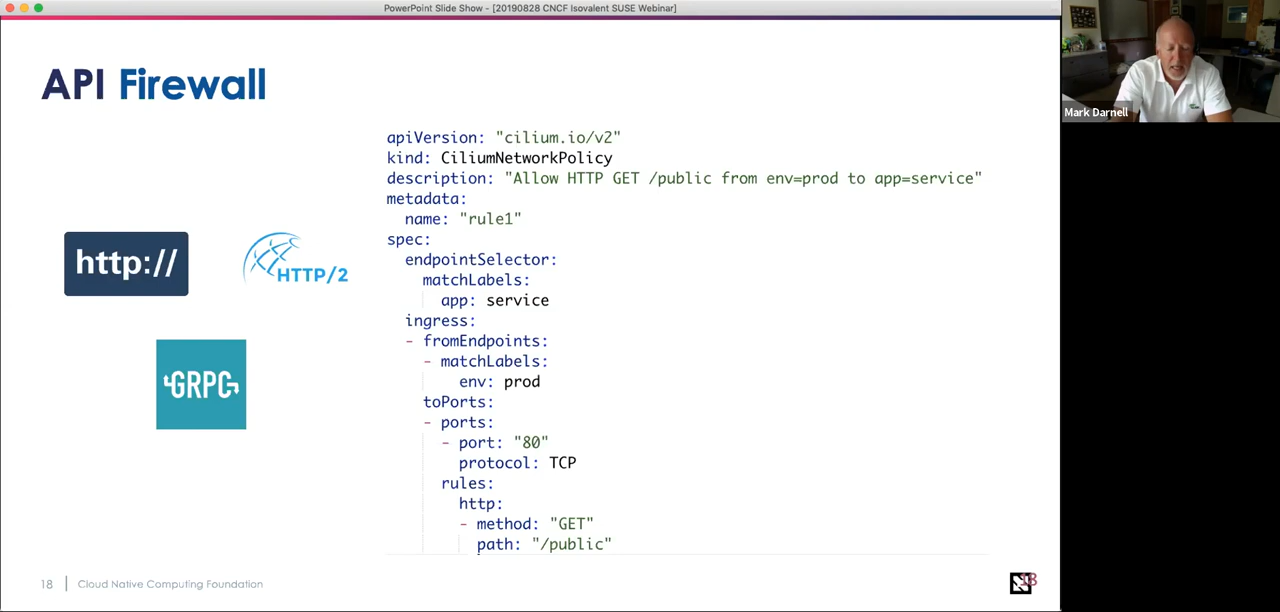 PowerPoint Slide Show - [20190828 CNCF Isovalent SUSE Webinar]
API Firewall
Mark Darnell
apiVersion: "cilium.io/v2"
kind: CiliumNetworkPolicy
description: "Allow HTTP GET /public from env=prod to app=service"
metadata:
name: "rule1"
spec:
endpointSelector:
matchLabels:
app: service
ingress:
- fromEndpoints:
- matchLabels:
env: prod
toPorts:
- ports:
- port: "80"
protocol: TCP
rules:
http:
- method: "GET"
path: "/public"
http://
HTTP/2
GRPC
18 | Cloud Native Computing Foundation
18